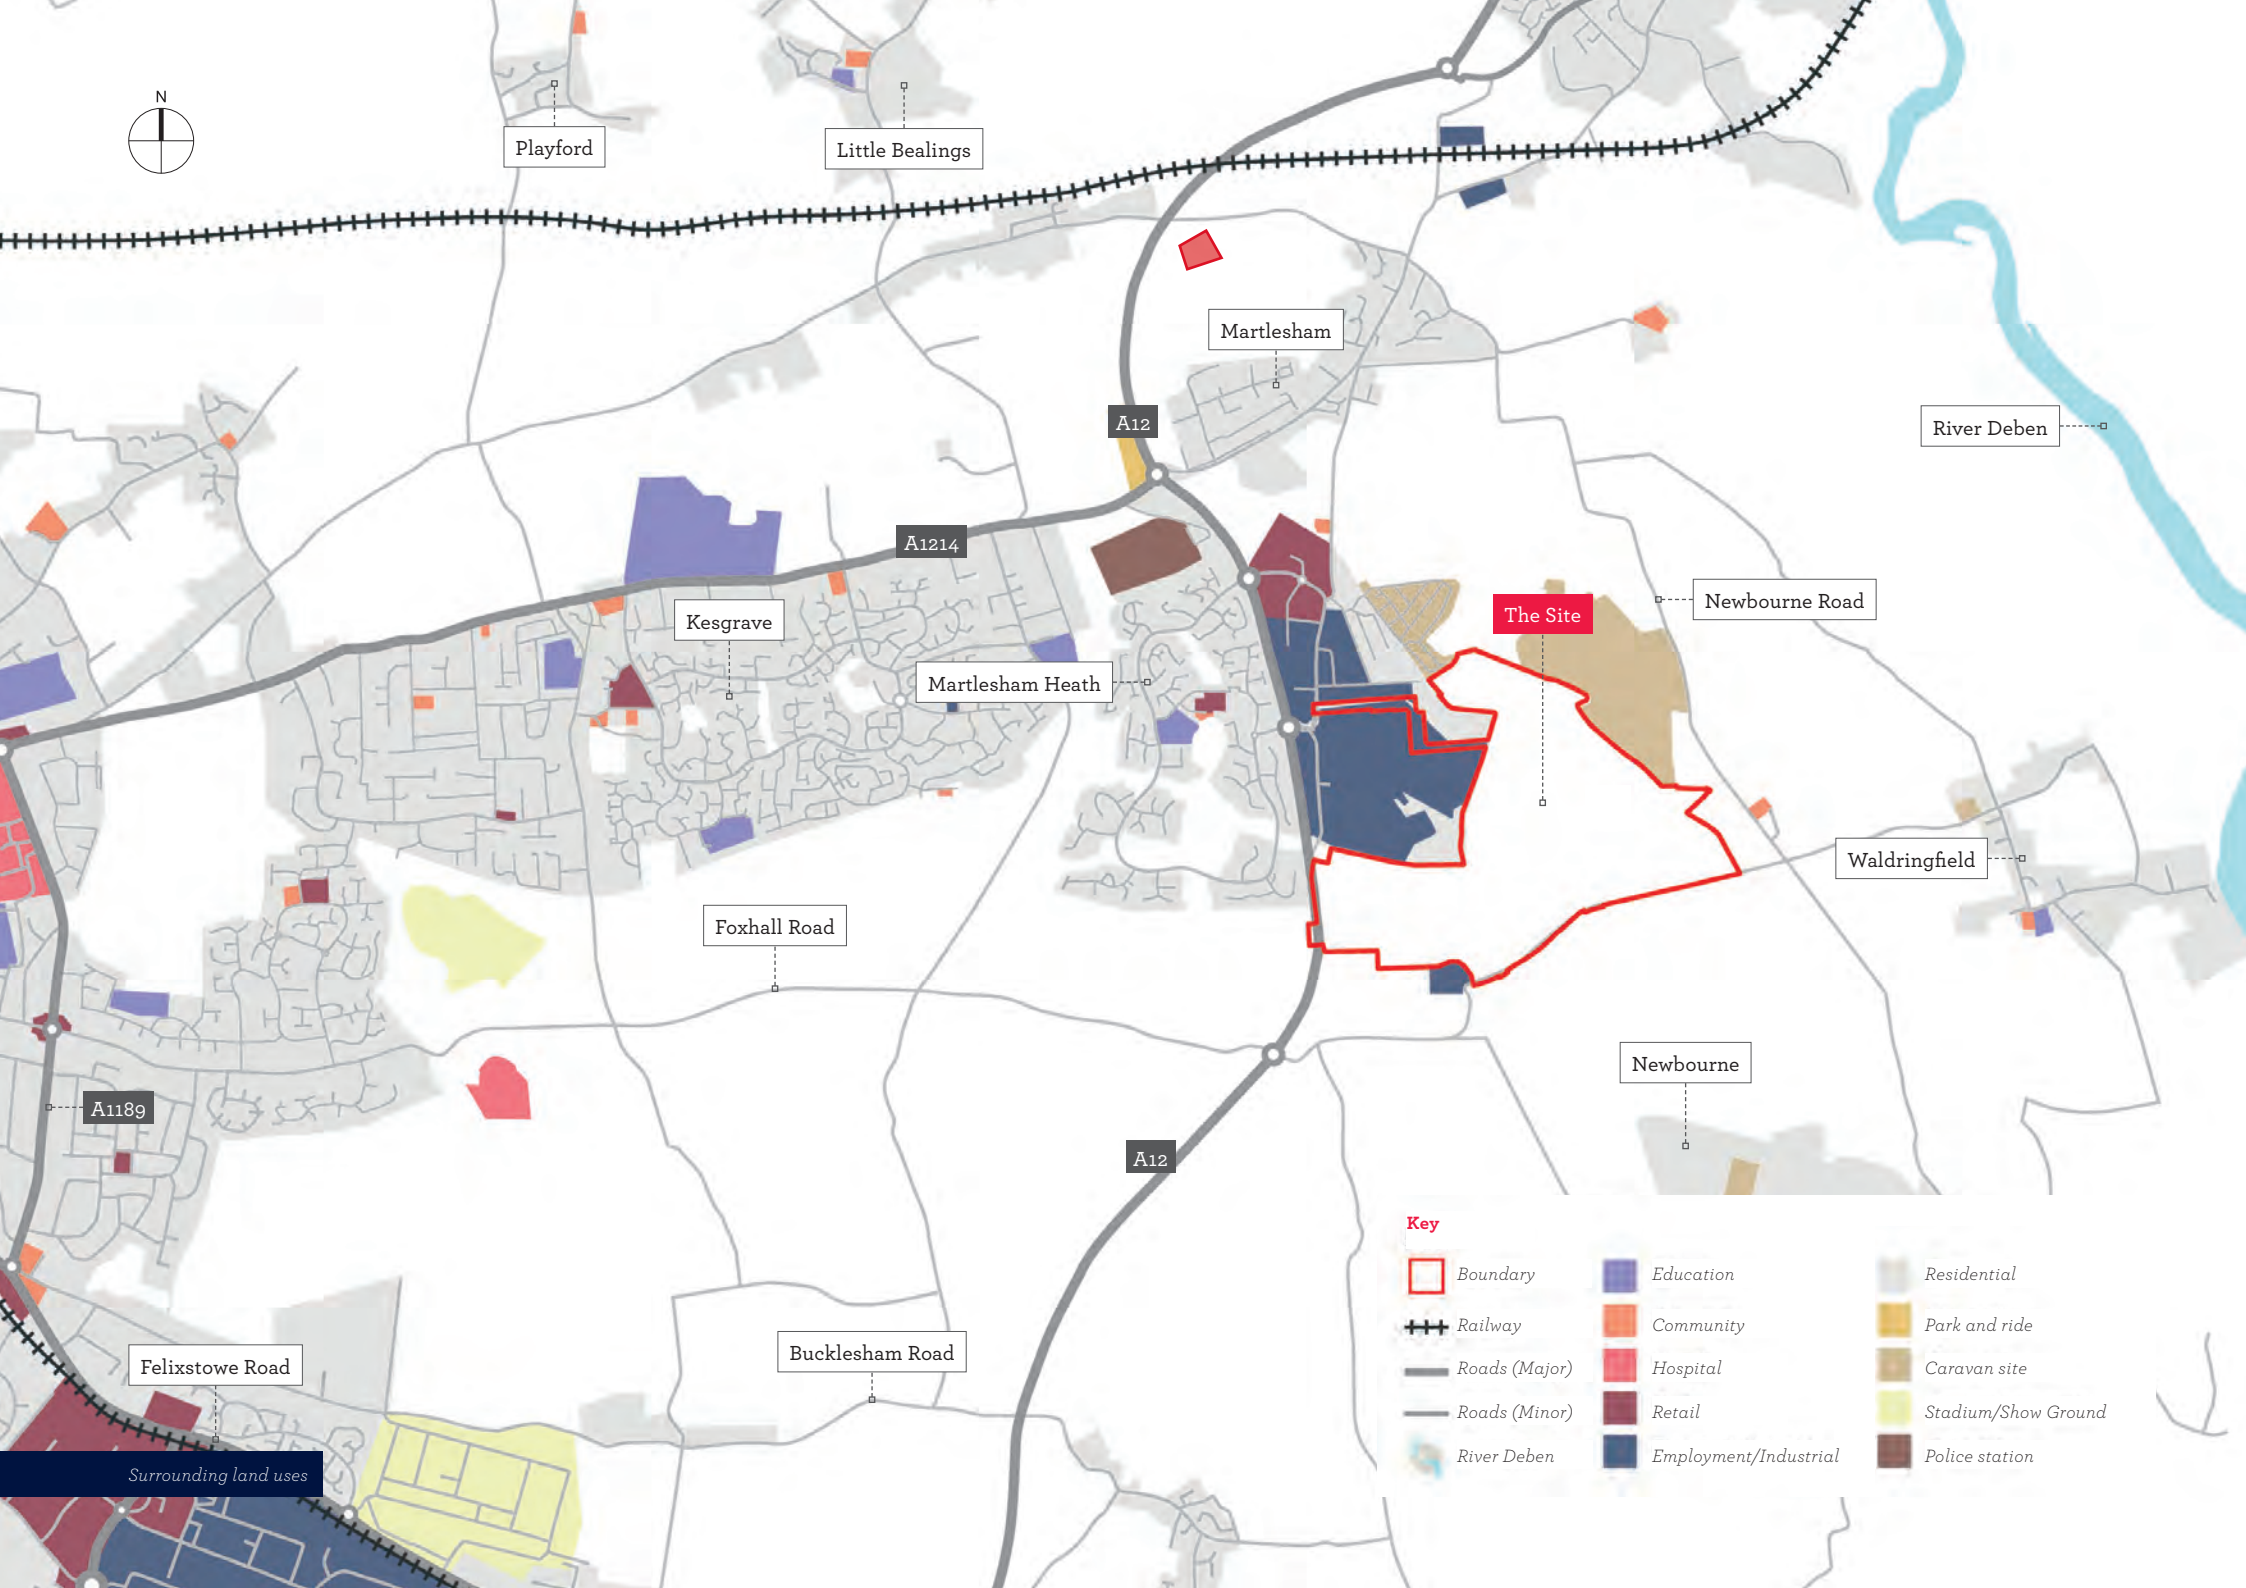 N
Playford
Little Bealings
Martlesham
A12
River Deben
A1214
Newbourne Road
The Site
Kesgrave
Martlesham Heath
Waldringfield
Foxhall Road
Newbourne
A1189
A12
Bucklesham Road
Felixstowe Road
Surrounding land uses
Key
Boundary
Railway
Roads (Major)
Roads (Minor)
River Deben
Education
Community
Hospital
Retail
Employment/Industrial
Residential
Park and ride
Caravan site
Stadium/Show Ground
Police station